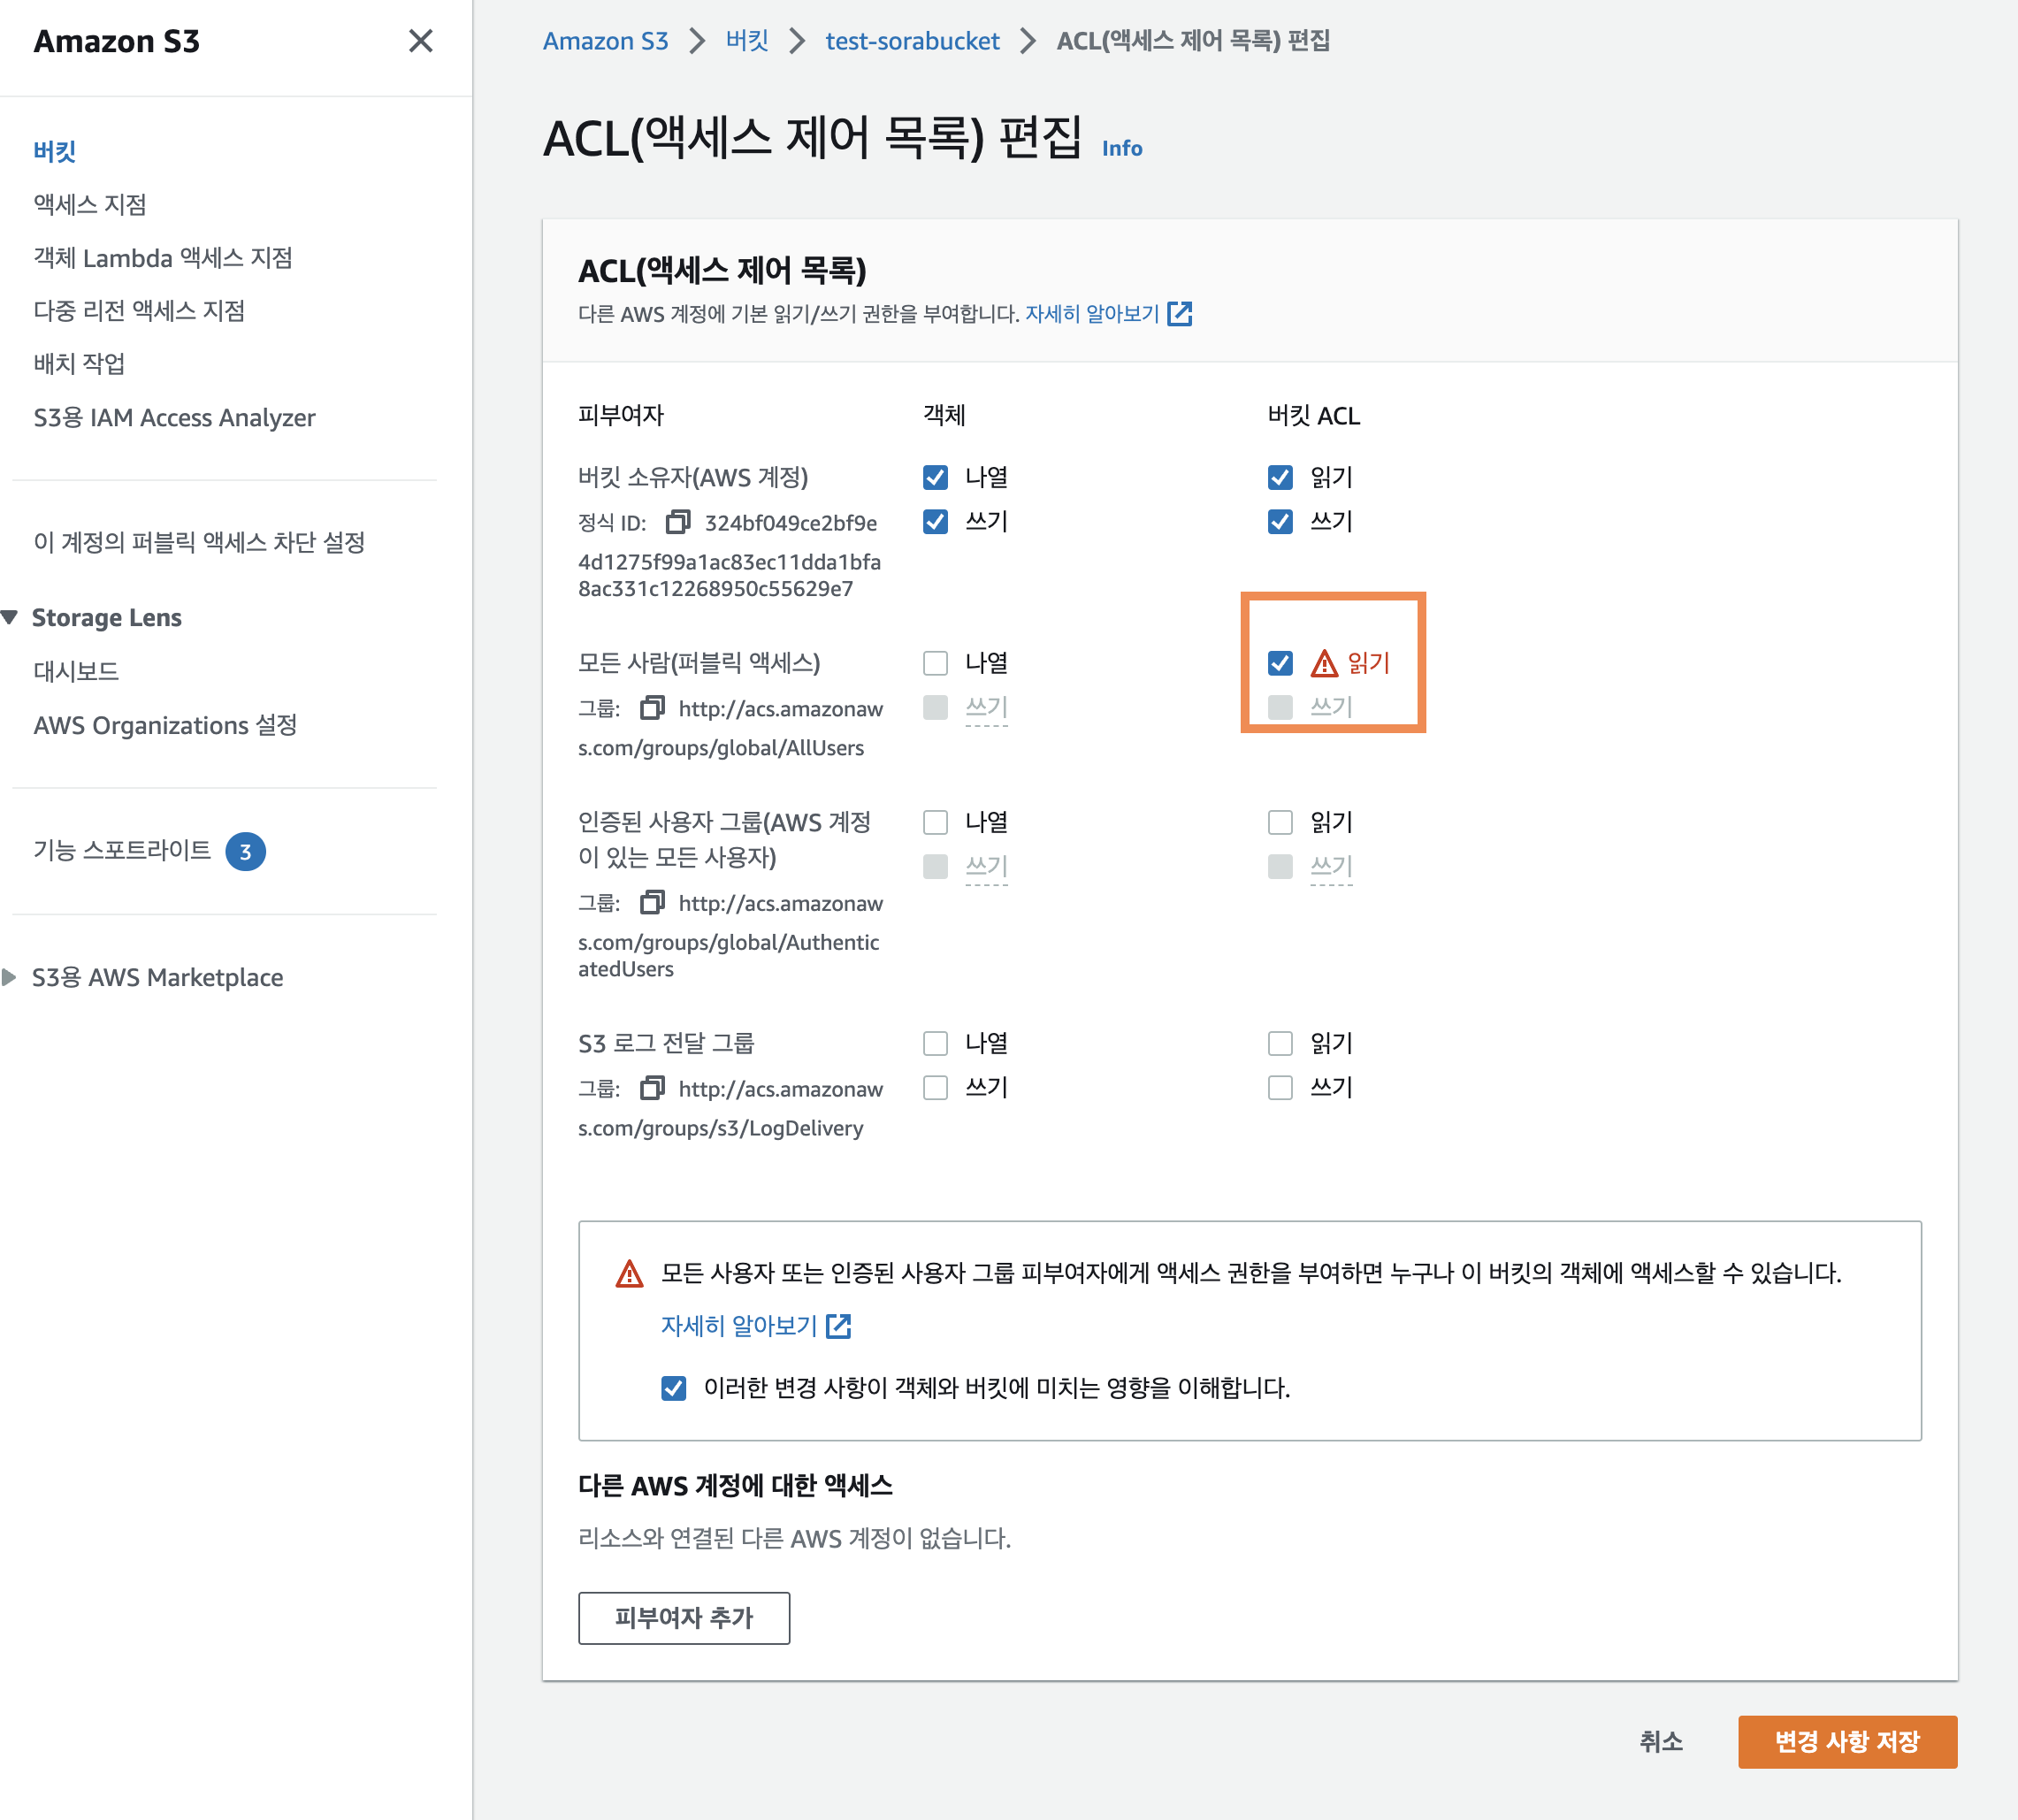 Amazon S3
버킷
액세스 지점
객체 Lambda 액세스 지점
다중 리전 액세스 지점
배치 작업
S3용 IAM Access Analyzer
이 계정의 퍼블릭 액세스 차단 설정
Storage Lens
대시보드
AWS Organizations 설정
기능 스포트라이트 3
S3용 AWS Marketplace
Amazon S3 > 버킷 > test-sorabucket > ACL(액세스 제어 목록) 편집
ACL(액세스 제어 목록) 편집 Info
ACL(액세스 제어 목록)
다른 AWS 계정에 기본 읽기/쓰기 권한을 부여합니다. 자세히 알아보기
피부여자 객체 버킷 ACL
버킷 소유자(AWS 계정) 나열 읽기
정식 ID: 324bf049ce2bf9e 쓰기 쓰기
4d1275f99a1ac83ec11dda1bfa
8ac331c12268950c55629e7
모든 사람(퍼블릭 액세스) 나열 읽기
그룹: http://acs.amazonaw 쓰기 쓰기
s.com/groups/global/AllUsers
인증된 사용자 그룹(AWS 계정 나열 읽기
이 있는 모든 사용자) 쓰기 쓰기
그룹: http://acs.amazonaw
s.com/groups/global/Authentic
atedUsers
S3 로그 전달 그룹 나열 읽기
그룹: http://acs.amazonaw 쓰기 쓰기
s.com/groups/s3/LogDelivery
모든 사용자 또는 인증된 사용자 그룹 피부여자에게 액세스 권한을 부여하면 누구나 이 버킷의 객체에 액세스할 수 있습니다.
자세히 알아보기
이러한 변경 사항이 객체와 버킷에 미치는 영향을 이해합니다.
다른 AWS 계정에 대한 액세스
리소스와 연결된 다른 AWS 계정이 없습니다.
피부여자 추가
취소 변경 사항 저장